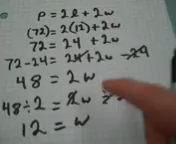 P = 2l + 2w
(72) = 2(12) + 2w
72 = 24 + 2w
72-24 = 24 + 2w -24
48 = 2w
48÷2 = 2w
12 = w